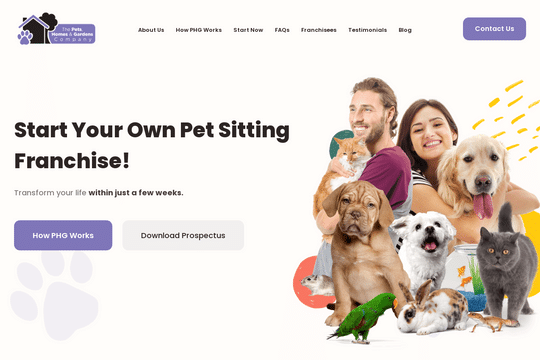 The Pets
Homes & Gardens
Company
About Us
How PHG Works
Start Now
FAQs
Franchisees
Testimonials
Blog
Contact Us
Start Your Own Pet Sitting
Franchise!
Transform your life within just a few weeks.
How PHG Works
Download Prospectus